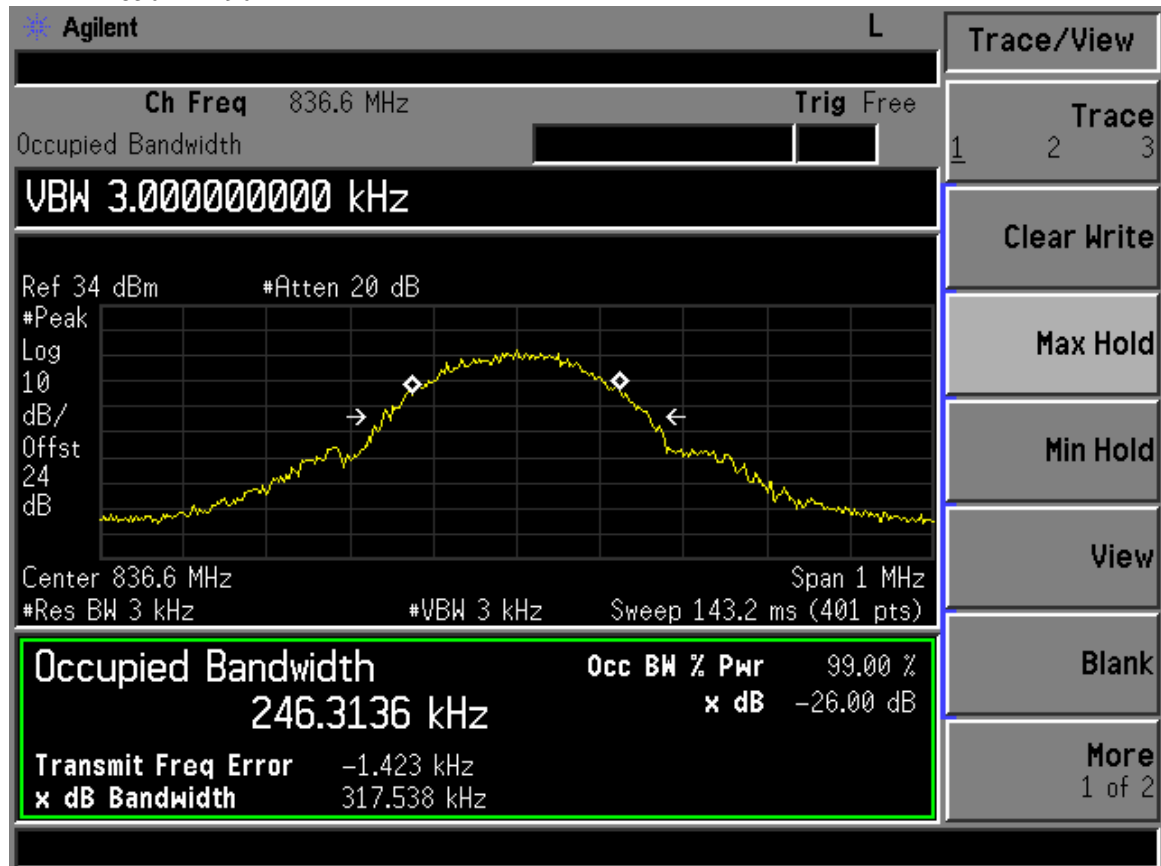 Agilent L
Trace/View
Ch Freq 836.6 MHz Trig Free
Occupied Bandwidth
Trace
1 2 3
VBW 3.000000000 kHz
Clear Write
Ref 34 dBm #Atten 20 dB
#Peak
Log
10
dB/
Offst
24
dB
Max Hold
Min Hold
View
Center 836.6 MHz Span 1 MHz
#Res BW 3 kHz #VBW 3 kHz Sweep 143.2 ms (401 pts)
Occupied Bandwidth Occ BW % Pwr 99.00 %
246.3136 kHz x dB -26.00 dB
Transmit Freq Error -1.423 kHz
x dB Bandwidth 317.538 kHz
Blank
More
1 of 2